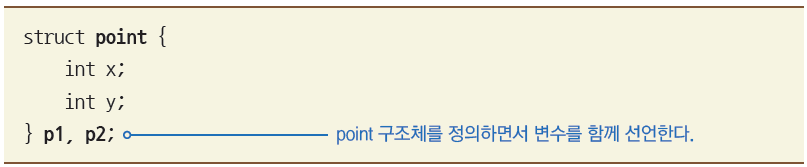 struct point {
    int x;
    int y;
} p1, p2; point 구조체를 정의하면서 변수를 함께 선언한다.